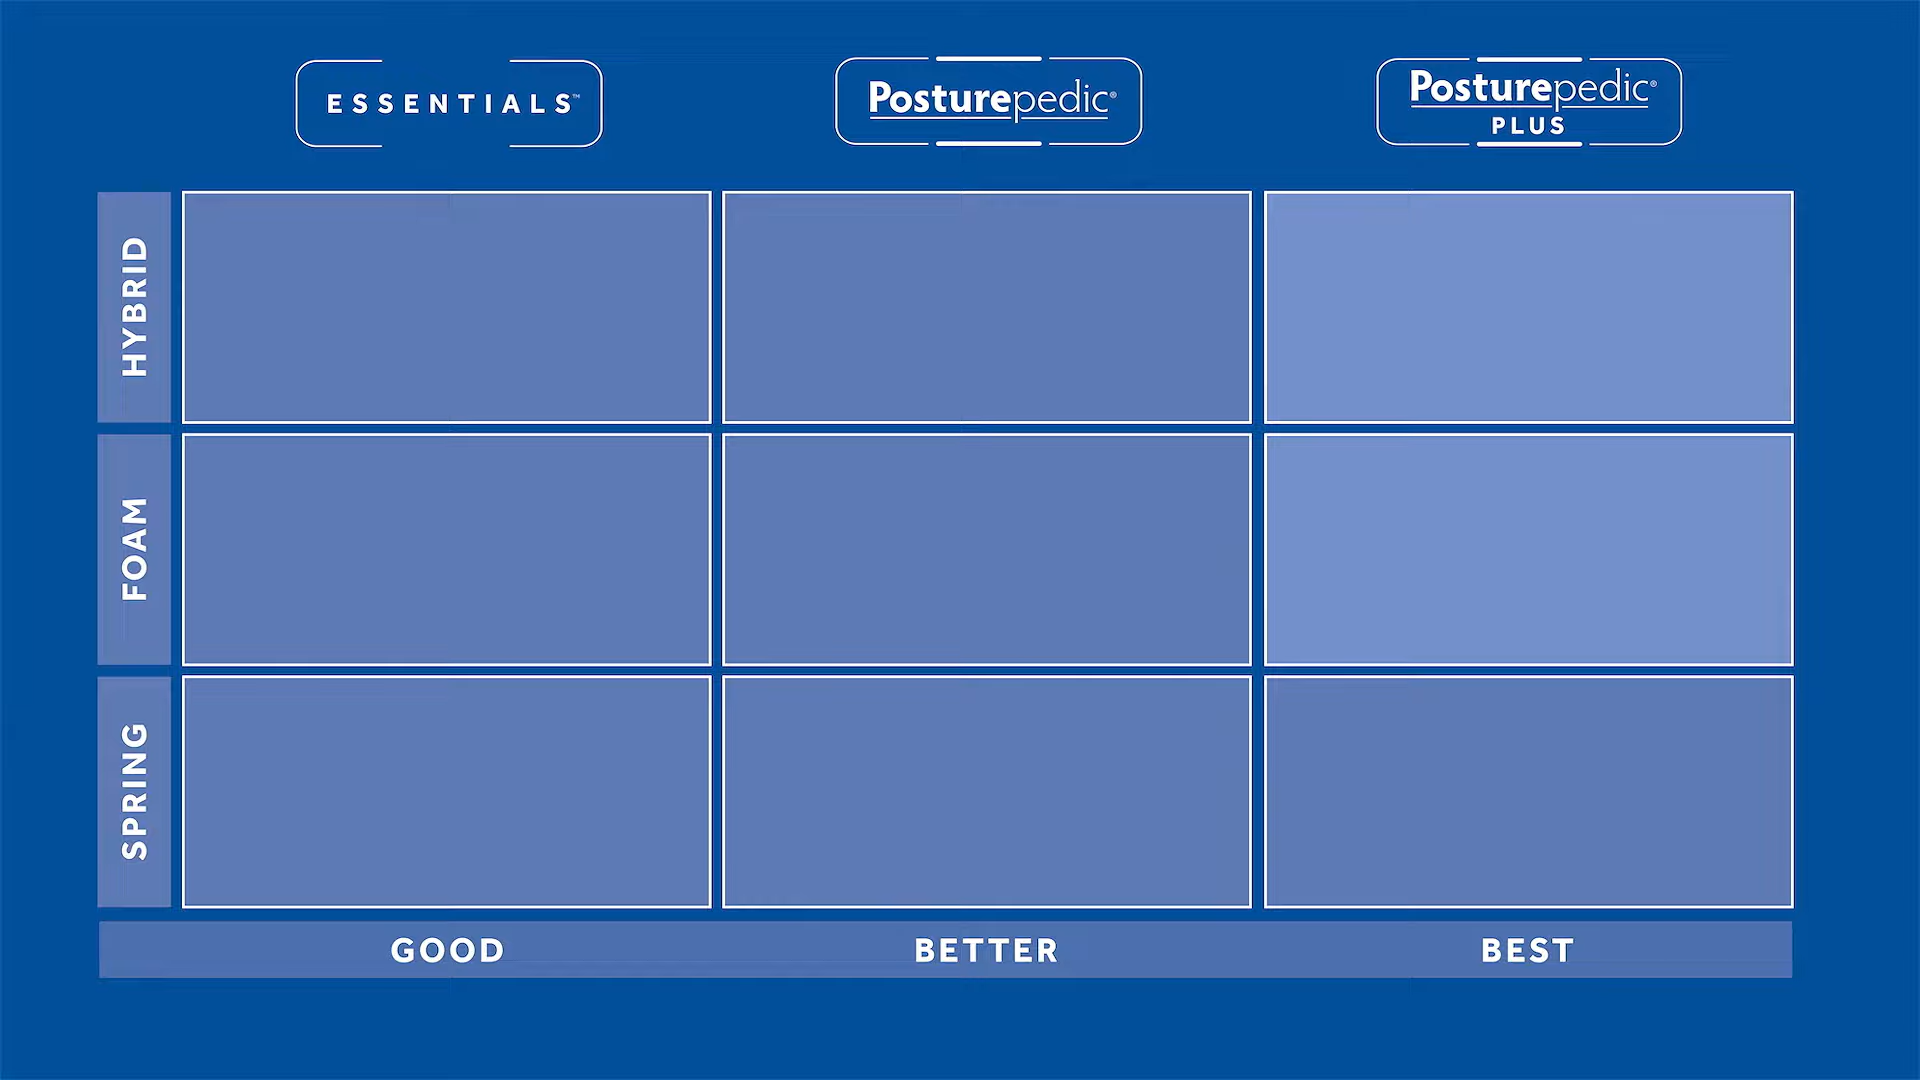 ESSENTIALS™
Posturepedic®
Posturepedic®
PLUS
HYBRID
FOAM
SPRING
GOOD
BETTER
BEST